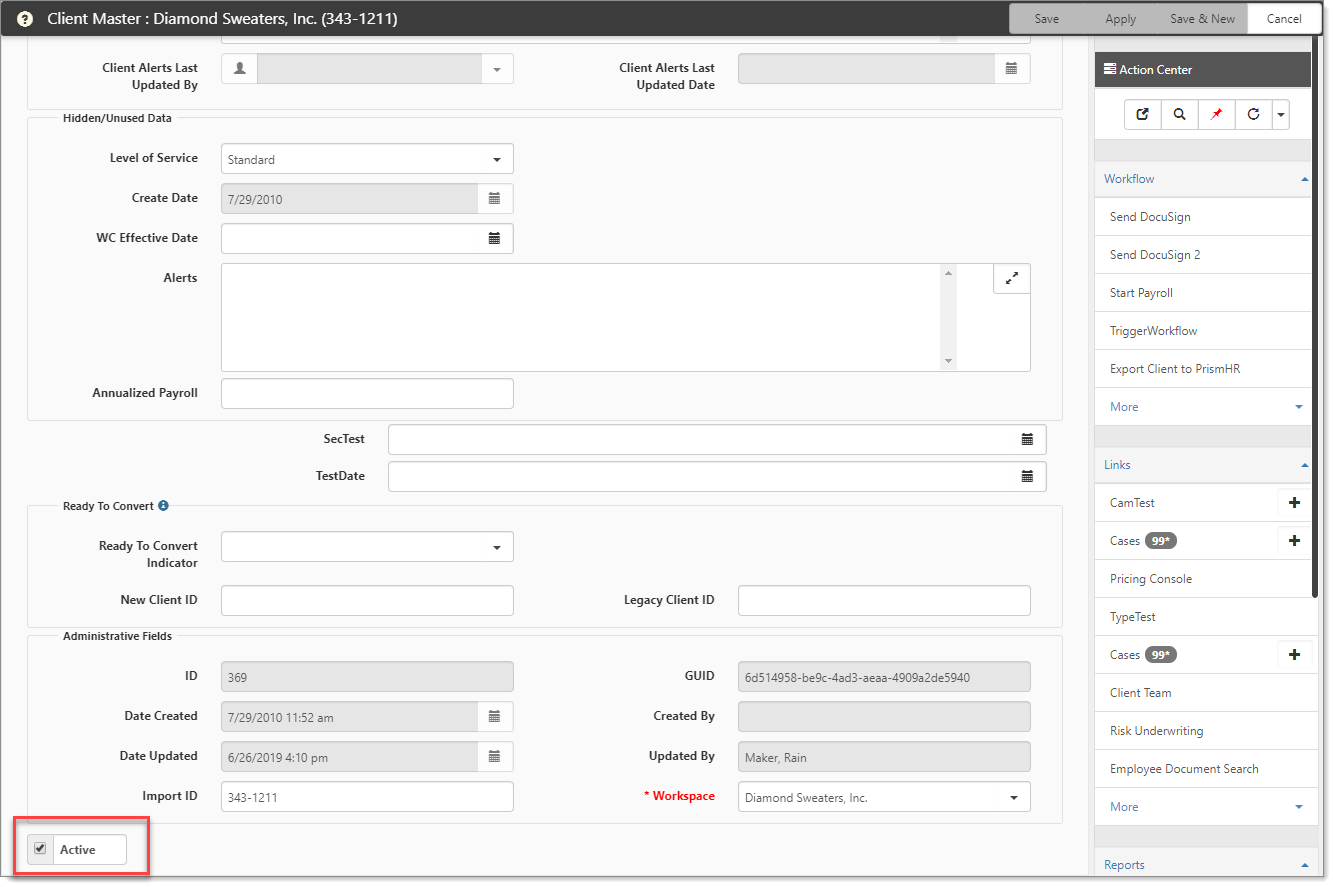 ? Client Master : Diamond Sweaters, Inc. (343-1211)
Save Apply Save & New Cancel
Client Alerts Last
Updated By
Client Alerts Last
Updated Date
Hidden/Unused Data
Level of Service Standard
Create Date 7/29/2010
WC Effective Date
Alerts
Annualized Payroll
SecTest
TestDate
Ready To Convert
Ready To Convert
Indicator
New Client ID
Legacy Client ID
Administrative Fields
ID 369
GUID 6d514958-be9c-4ad3-aeaa-4909a2de5940
Date Created 7/29/2010 11:52 am
Created By
Date Updated 6/26/2019 4:10 pm
Updated By Maker, Rain
Import ID 343-1211
* Workspace Diamond Sweaters, Inc.
Active
Action Center
Workflow
Send DocuSign
Send DocuSign 2
Start Payroll
TriggerWorkflow
Export Client to PrismHR
More
Links
CamTest
Cases 99*
Pricing Console
TypeTest
Cases 99*
Client Team
Risk Underwriting
Employee Document Search
More
Reports